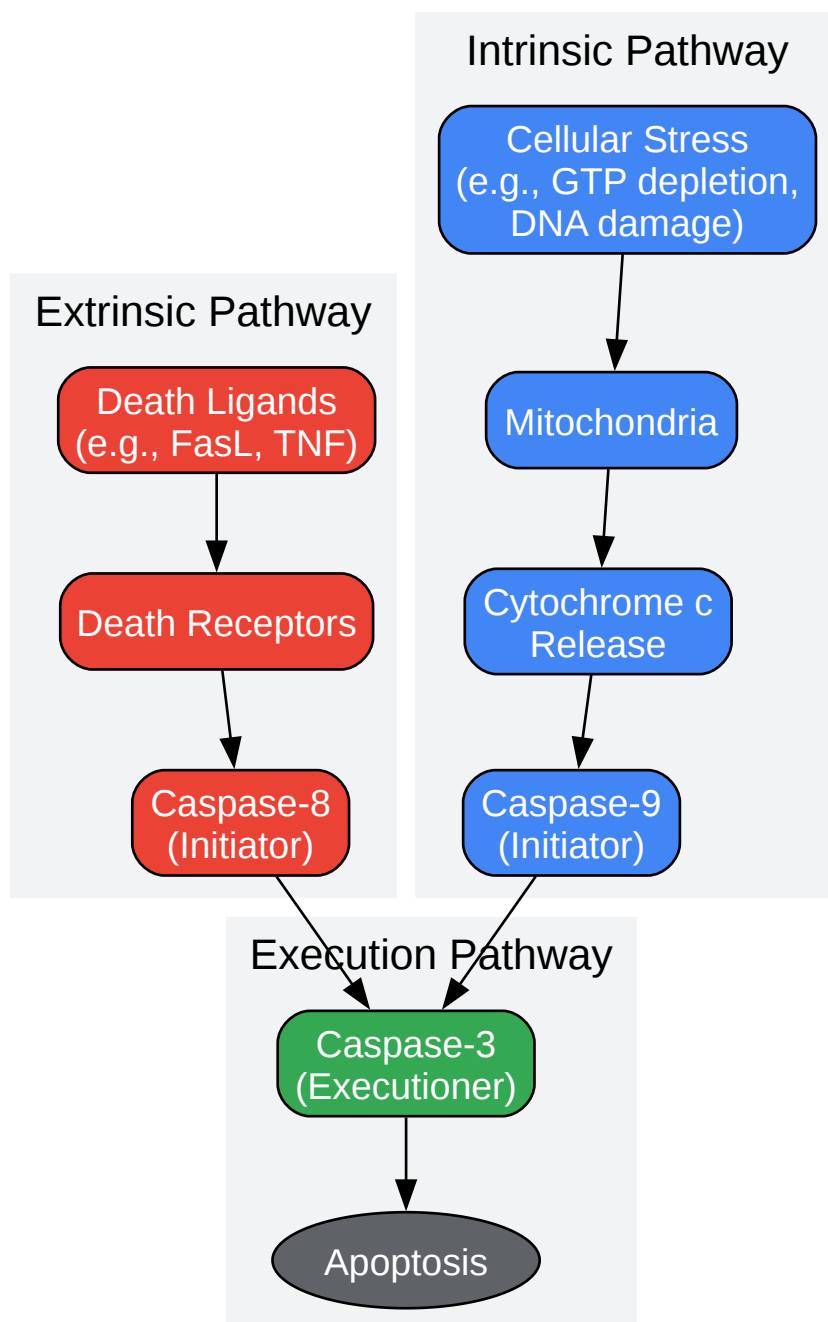 Intrinsic Pathway
Cellular Stress
(e.g., GTP depletion,
DNA damage)
Mitochondria
Cytochrome c
Release
Caspase-9
(Initiator)
Extrinsic Pathway
Death Ligands
(e.g., FasL, TNF)
Death Receptors
Caspase-8
(Initiator)
Execution Pathway
Caspase-3
(Executioner)
Apoptosis